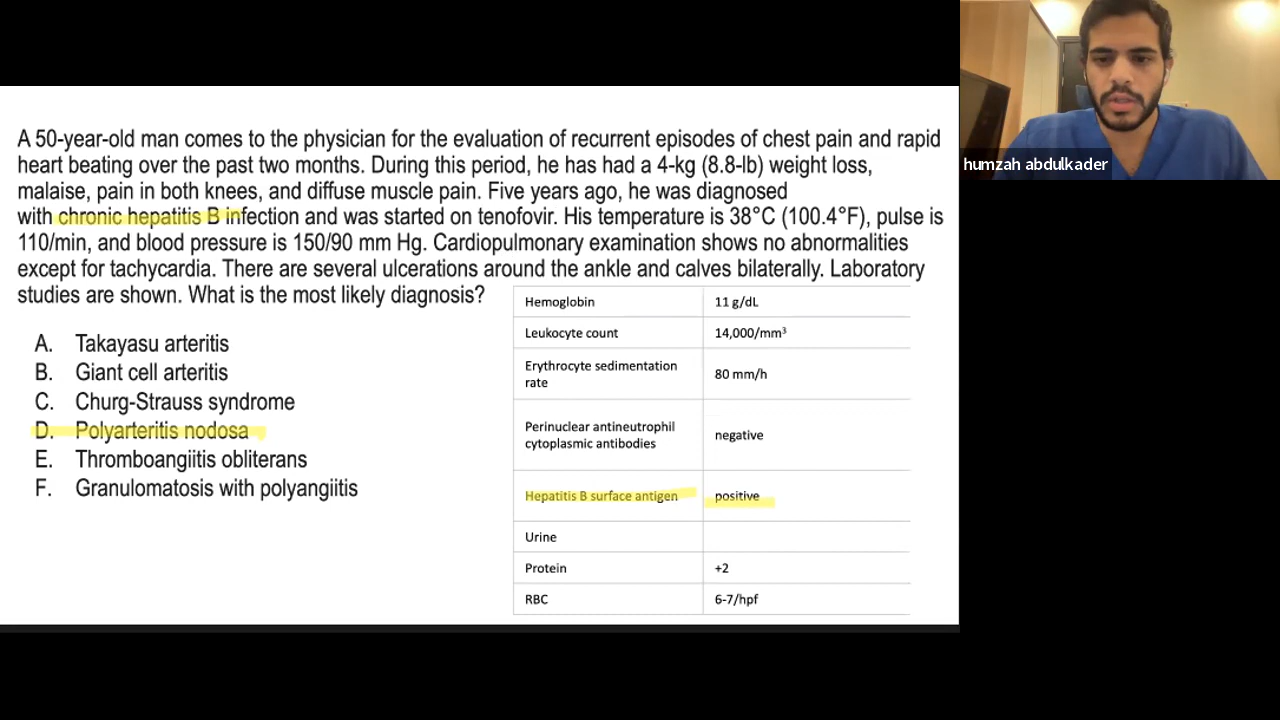 A 50-year-old man comes to the physician for the evaluation of recurrent episodes of chest pain and rapid
heart beating over the past two months. During this period, he has had a 4-kg (8.8-lb) weight loss,
malaise, pain in both knees, and diffuse muscle pain. Five years ago, he was diagnosed
with chronic hepatitis B infection and was started on tenofovir. His temperature is 38°C (100.4°F), pulse is
110/min, and blood pressure is 150/90 mm Hg. Cardiopulmonary examination shows no abnormalities
except for tachycardia. There are several ulcerations around the ankle and calves bilaterally. Laboratory
studies are shown. What is the most likely diagnosis?
A. Takayasu arteritis
B. Giant cell arteritis
C. Churg-Strauss syndrome
D. Polyarteritis nodosa
E. Thromboangiitis obliterans
F. Granulomatosis with polyangiitis
Hemoglobin 11 g/dL
Leukocyte count 14,000/mm³
Erythrocyte sedimentation
rate 80 mm/h
Perinuclear antineutrophil
cytoplasmic antibodies negative
Hepatitis B surface antigen positive
Urine
Protein +2
RBC 6-7/hpf
humzah abdulkader